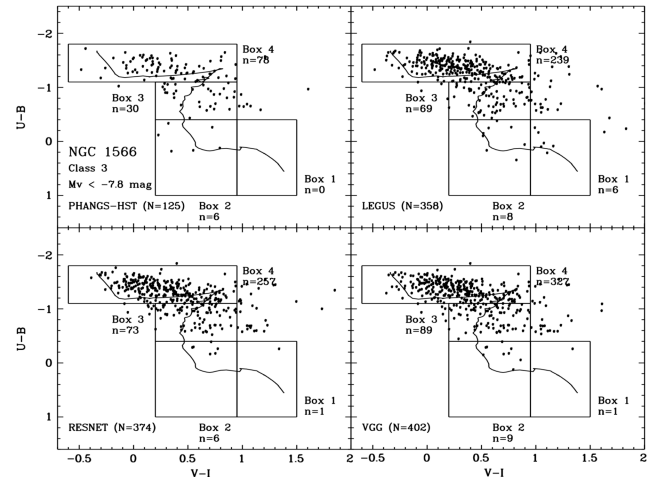 Box 4
n=78
Box 3
n=30
NGC 1566
Class 3
Mv < -7.8 mag
PHANGS-HST (N=125)
Box 2
n=6
Box 1
n=0
Box 4
n=239
Box 3
n=69
LEGUS (N=358)
Box 2
n=8
Box 1
n=6
-2
-1
0
1
U-B
Box 4
n=257
Box 3
n=73
RESNET (N=374)
Box 2
n=6
Box 1
n=1
Box 4
n=327
Box 3
n=89
VGG (N=402)
Box 2
n=9
Box 1
n=1
-2
-1
0
1
U-B
-0.5 0 0.5 1 1.5 2
V-I
-0.5 0 0.5 1 1.5 2
V-I